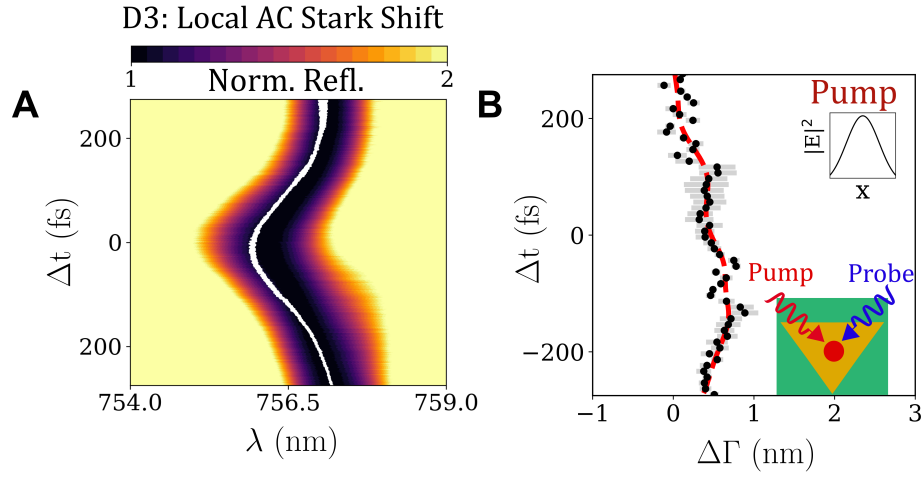 D3: Local AC Stark Shift
1
Norm. Refl.
2
A
200
0
200
Δt (fs)
754.0
756.5
759.0
λ (nm)
B
Pump
|E|²
x
200
0
−200
Δt (fs)
Pump
Probe
−1
0
1
2
3
ΔΓ (nm)